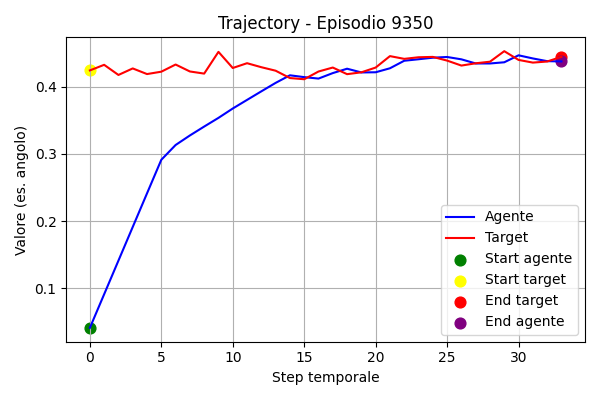 Trajectory - Episodio 9350
Valore (es. angolo)
0.4
0.3
0.2
0.1
0 5 10 15 20 25 30
Step temporale
Agente
Target
Start agente
Start target
End target
End agente